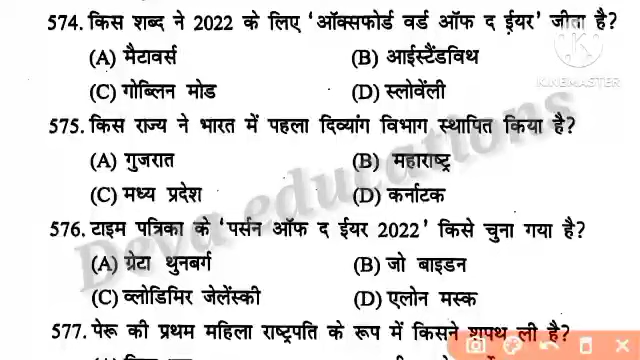 574. किस शब्द ने 2022 के लिए 'ऑक्सफोर्ड वर्ड ऑफ द ईयर' जीता है?
(A) मैटावर्स (B) आईस्टैंडविथ
(C) गोब्लिन मोड (D) स्लोवेंली
KINEMASTER
575. किस राज्य ने भारत में पहला दिव्यांग विभाग स्थापित किया है?
(A) गुजरात (B) महाराष्ट्र
(C) मध्य प्रदेश (D) कर्नाटक
Deva educations
576. टाइम पत्रिका के 'पर्सन ऑफ द ईयर 2022' किसे चुना गया है?
(A) ग्रेटा थुनबर्ग (B) जो बाइडन
(C) व्लोडिमिर जेलेंस्की (D) एलोन मस्क
577. पेरू की प्रथम महिला राष्ट्रपति के रूप में किसने शपथ ली है?